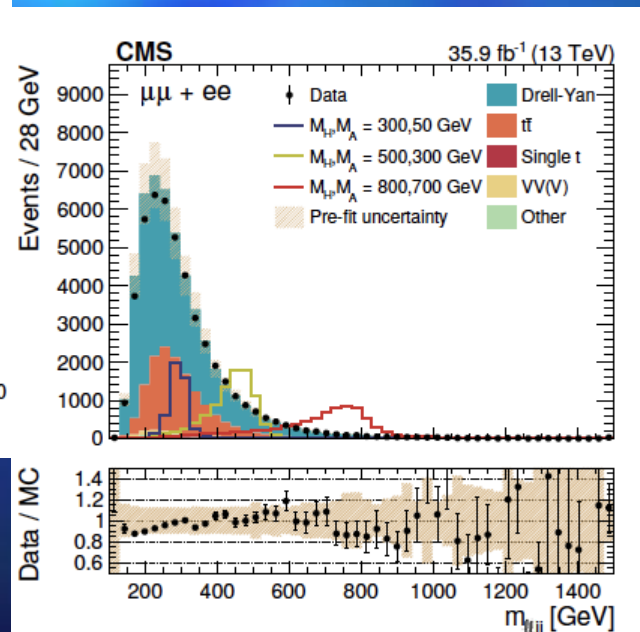 CMS 35.9 fb⁻¹ (13 TeV)
Events / 28 GeV
9000
8000
7000
6000
5000
4000
3000
2000
1000
0
μμ + ee
Data
M_H,M_A = 300,50 GeV
M_H,M_A = 500,300 GeV
M_H,M_A = 800,700 GeV
Pre-fit uncertainty
Drell-Yan
tt̄
Single t
VV(V)
Other
0
Data / MC
1.4
1.2
1
0.8
0.6
200 400 600 800 1000 1200 1400
[GeV]